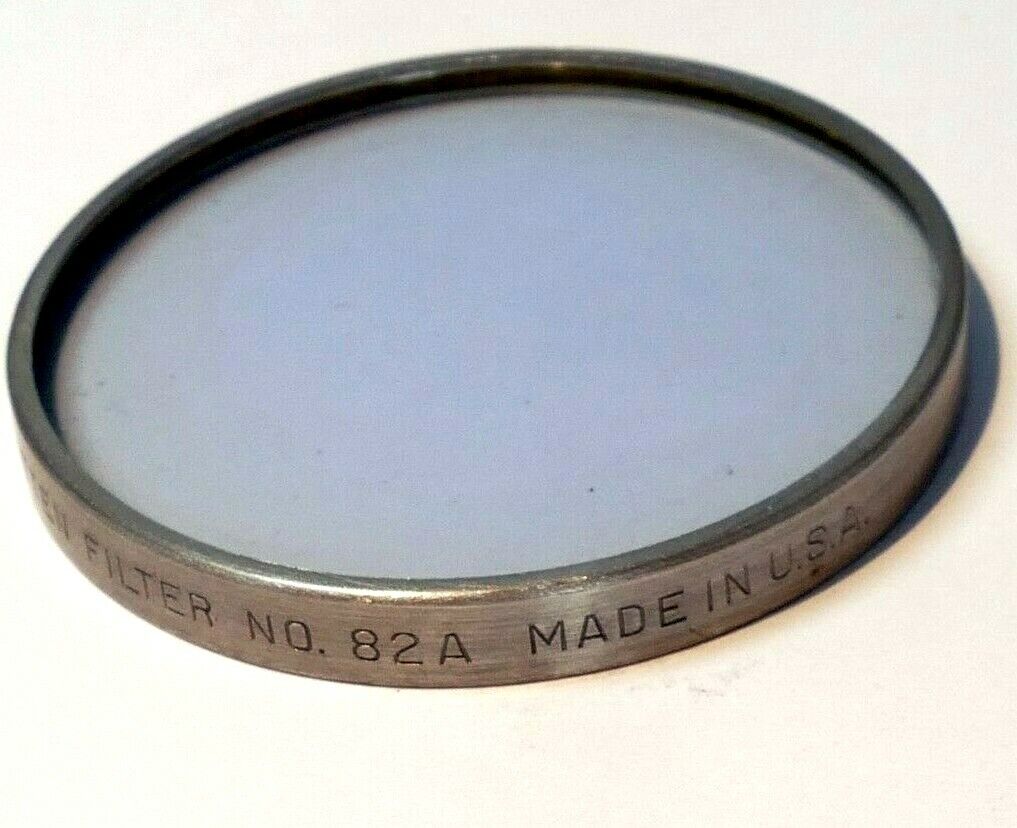 FILTER NO. 82A MADE IN U.S.A.